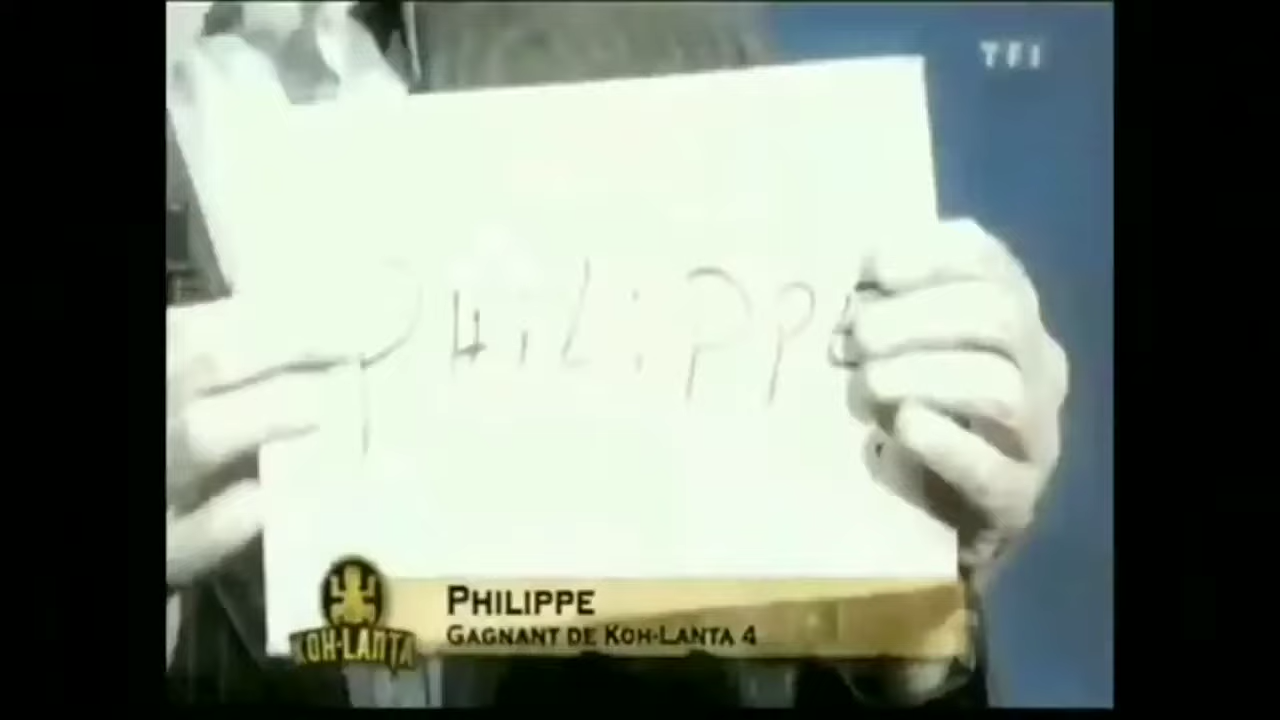 TF1
PHiLiPPe
PHILIPPE
GAGNANT DE KOH-LANTA 4
KOH-LANTA